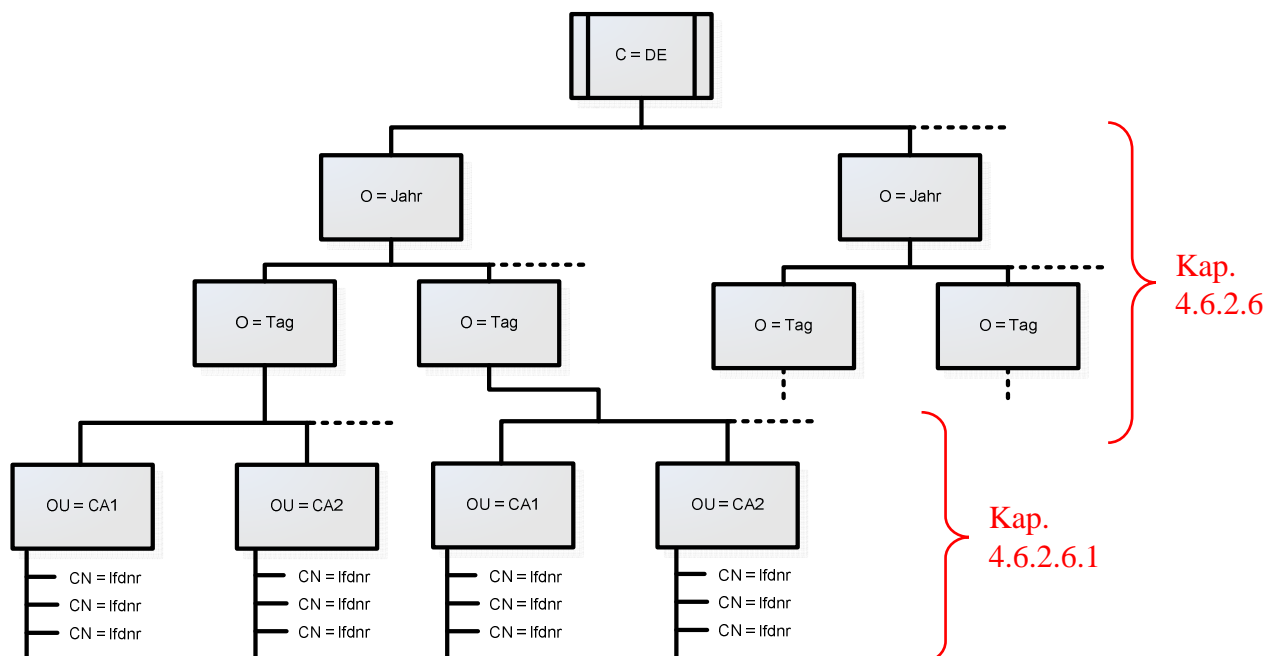 C = DE
O = Jahr
O = Jahr
Kap.
4.6.2.6
O = Tag
O = Tag
O = Tag
O = Tag
OU = CA1
OU = CA2
OU = CA1
OU = CA2
Kap.
4.6.2.6.1
CN = lfdnr
CN = lfdnr
CN = lfdnr
CN = lfdnr
CN = lfdnr
CN = lfdnr
CN = lfdnr
CN = lfdnr
CN = lfdnr
CN = lfdnr
CN = lfdnr
CN = lfdnr